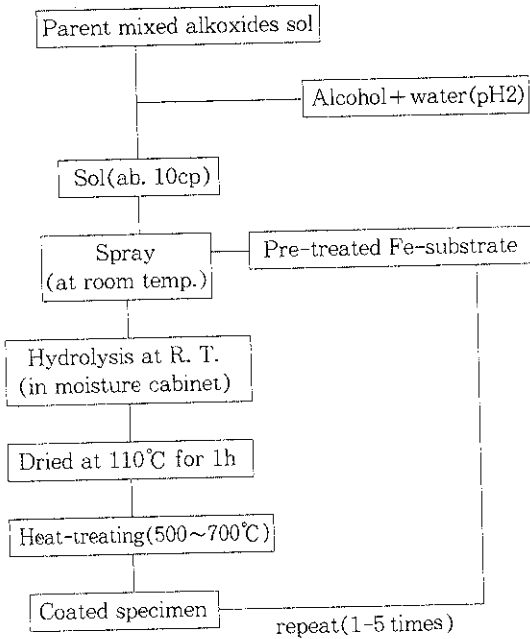 Parent mixed alkoxides sol
Alcohol+water(pH2)
Sol(ab. 10cp)
Spray
(at room temp.)
Pre-treated Fe-substrate
Hydrolysis at R. T.
(in moisture cabinet)
Dried at 110℃ for 1h
Heat-treating(500~700℃)
Coated specimen
repeat(1-5 times)